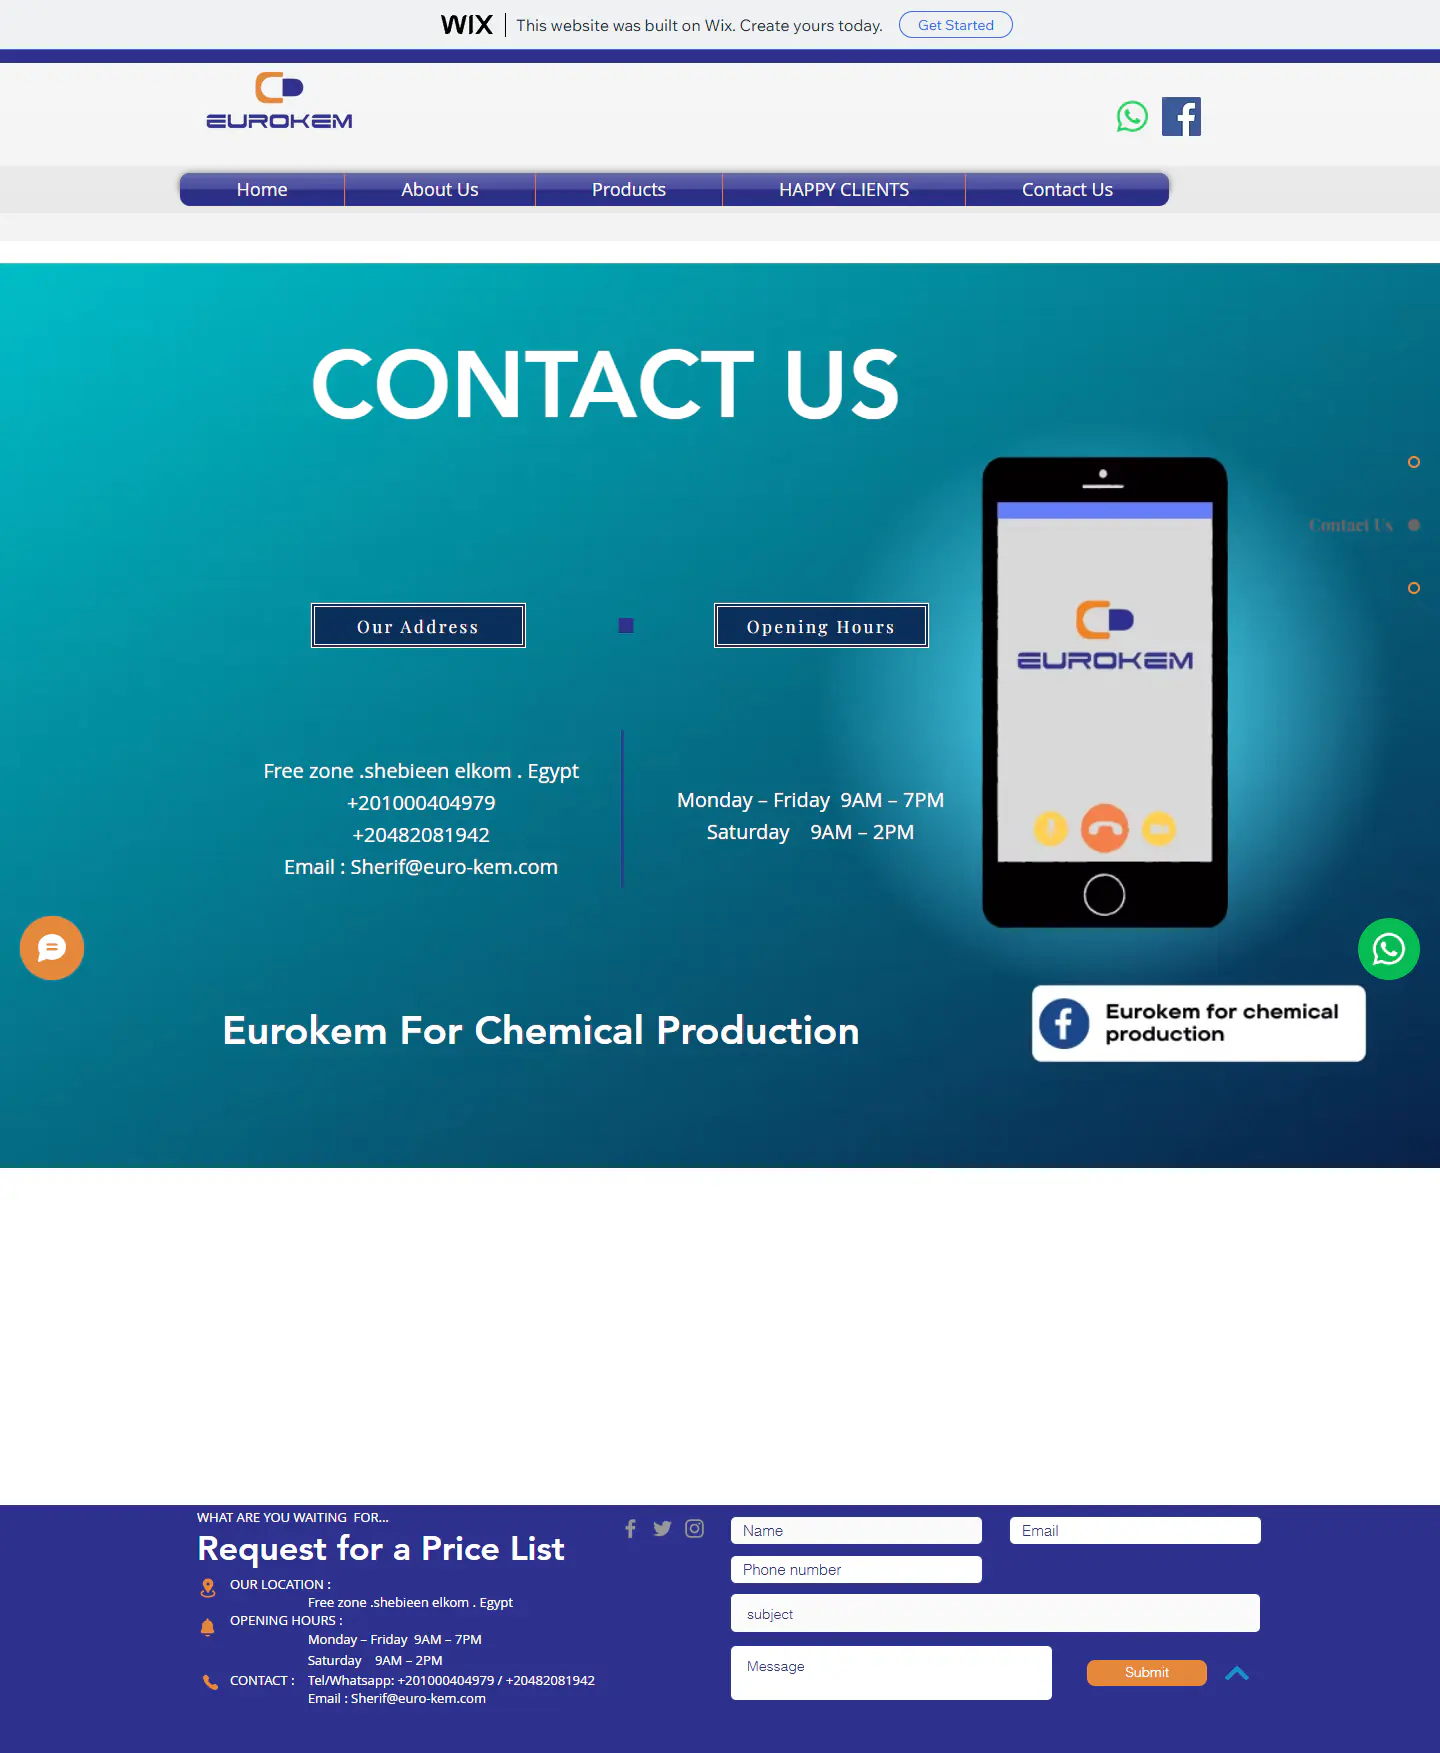 WIX
This website was built on Wix. Create yours today.
Get Started
EUROKEM
Home
About Us
Products
HAPPY CLIENTS
Contact Us
CONTACT US
Contact Us
EUROKEM
Our Address
Opening Hours
Free zone .shebieen elkom . Egypt
+201000404979
+20482081942
Email : Sherif@euro-kem.com
Monday – Friday  9AM – 7PM
Saturday    9AM – 2PM
Eurokem For Chemical Production
Eurokem for chemical
production
WHAT ARE YOU WAITING  FOR...
Request for a Price List
OUR LOCATION :
Free zone .shebieen elkom . Egypt
OPENING HOURS :
Monday – Friday  9AM – 7PM
Saturday    9AM – 2PM
CONTACT :    Tel/Whatsapp: +201000404979 / +20482081942
Email : Sherif@euro-kem.com
Name
Email
Phone number
subject
Message
Submit